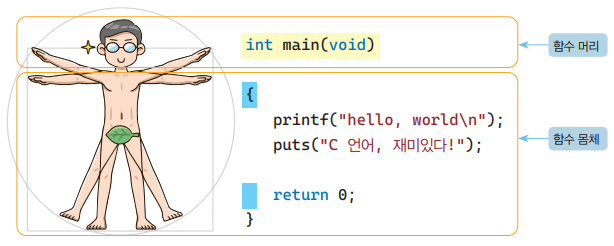 int main(void)
함수 머리
{
printf("hello, world\n");
puts("C 언어, 재미있다!");
함수 몸체
return 0;
}